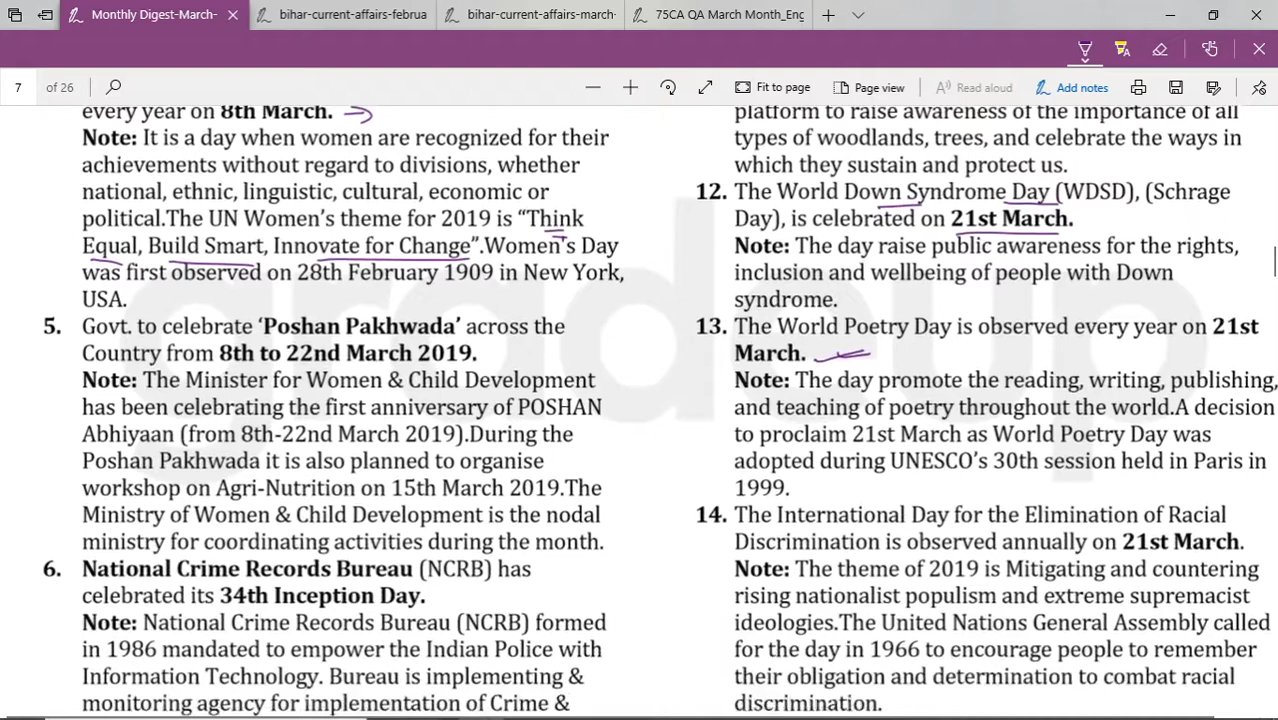 Monthly Digest-March-
bihar-current-affairs-februa
bihar-current-affairs-march-
75CA QA March Month_Eng
7 of 26
Fit to page
Page view
Read aloud
Add notes
every year on 8th March.
Note: It is a day when women are recognized for their
achievements without regard to divisions, whether
national, ethnic, linguistic, cultural, economic or
political.The UN Women's theme for 2019 is “Think
Equal, Build Smart, Innovate for Change”.Women's Day
was first observed on 28th February 1909 in New York,
USA.
5. Govt. to celebrate ‘Poshan Pakhwada’ across the
Country from 8th to 22nd March 2019.
Note: The Minister for Women & Child Development
has been celebrating the first anniversary of POSHAN
Abhiyaan (from 8th-22nd March 2019).During the
Poshan Pakhwada it is also planned to organise
workshop on Agri-Nutrition on 15th March 2019.The
Ministry of Women & Child Development is the nodal
ministry for coordinating activities during the month.
6. National Crime Records Bureau (NCRB) has
celebrated its 34th Inception Day.
Note: National Crime Records Bureau (NCRB) formed
in 1986 mandated to empower the Indian Police with
Information Technology. Bureau is implementing &
monitoring agency for implementation of Crime &
platform to raise awareness of the importance of all
types of woodlands, trees, and celebrate the ways in
which they sustain and protect us.
12. The World Down Syndrome Day (WDSD), (Schrage
Day), is celebrated on 21st March.
Note: The day raise public awareness for the rights,
inclusion and wellbeing of people with Down
syndrome.
13. The World Poetry Day is observed every year on 21st
March.
Note: The day promote the reading, writing, publishing,
and teaching of poetry throughout the world.A decision
to proclaim 21st March as World Poetry Day was
adopted during UNESCO's 30th session held in Paris in
1999.
14. The International Day for the Elimination of Racial
Discrimination is observed annually on 21st March.
Note: The theme of 2019 is Mitigating and countering
rising nationalist populism and extreme supremacist
ideologies.The United Nations General Assembly called
for the day in 1966 to encourage people to remember
their obligation and determination to combat racial
discrimination.
gradeup